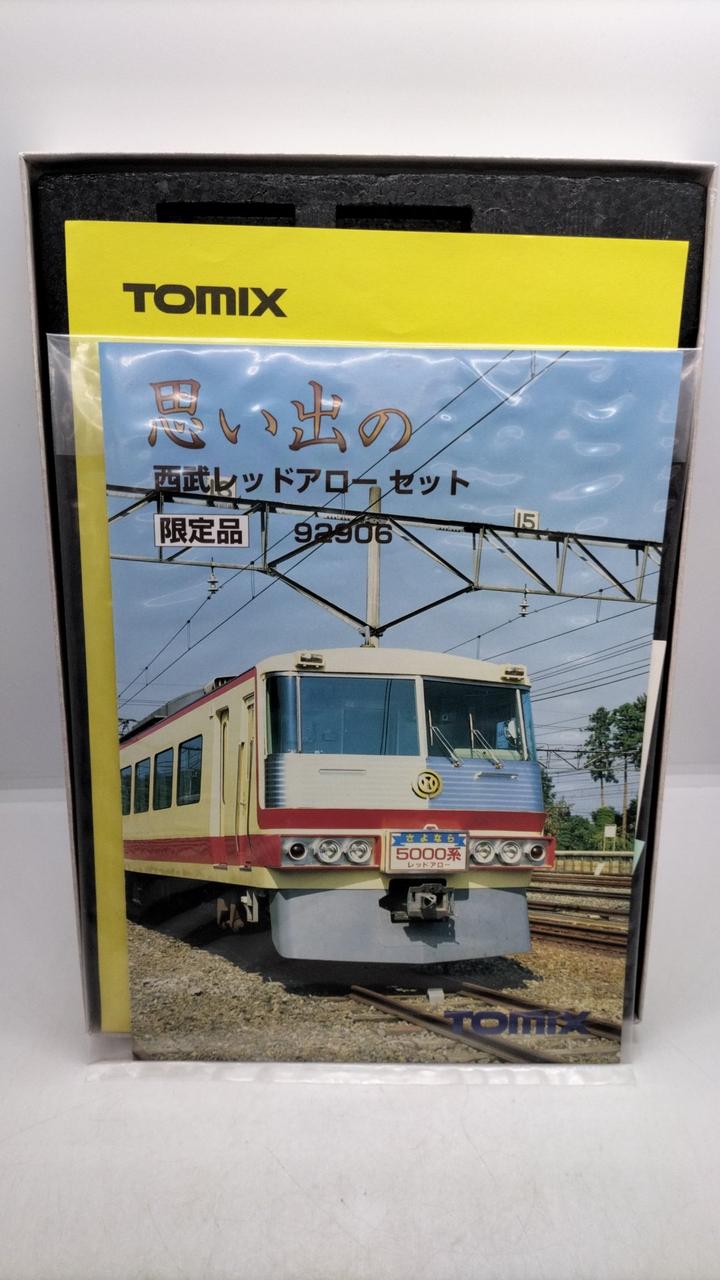 TOMIX
思い出の
西武レッドアロー セット
限定品 92906
15
さよなら
5000系
レッドアロー
TOMIX